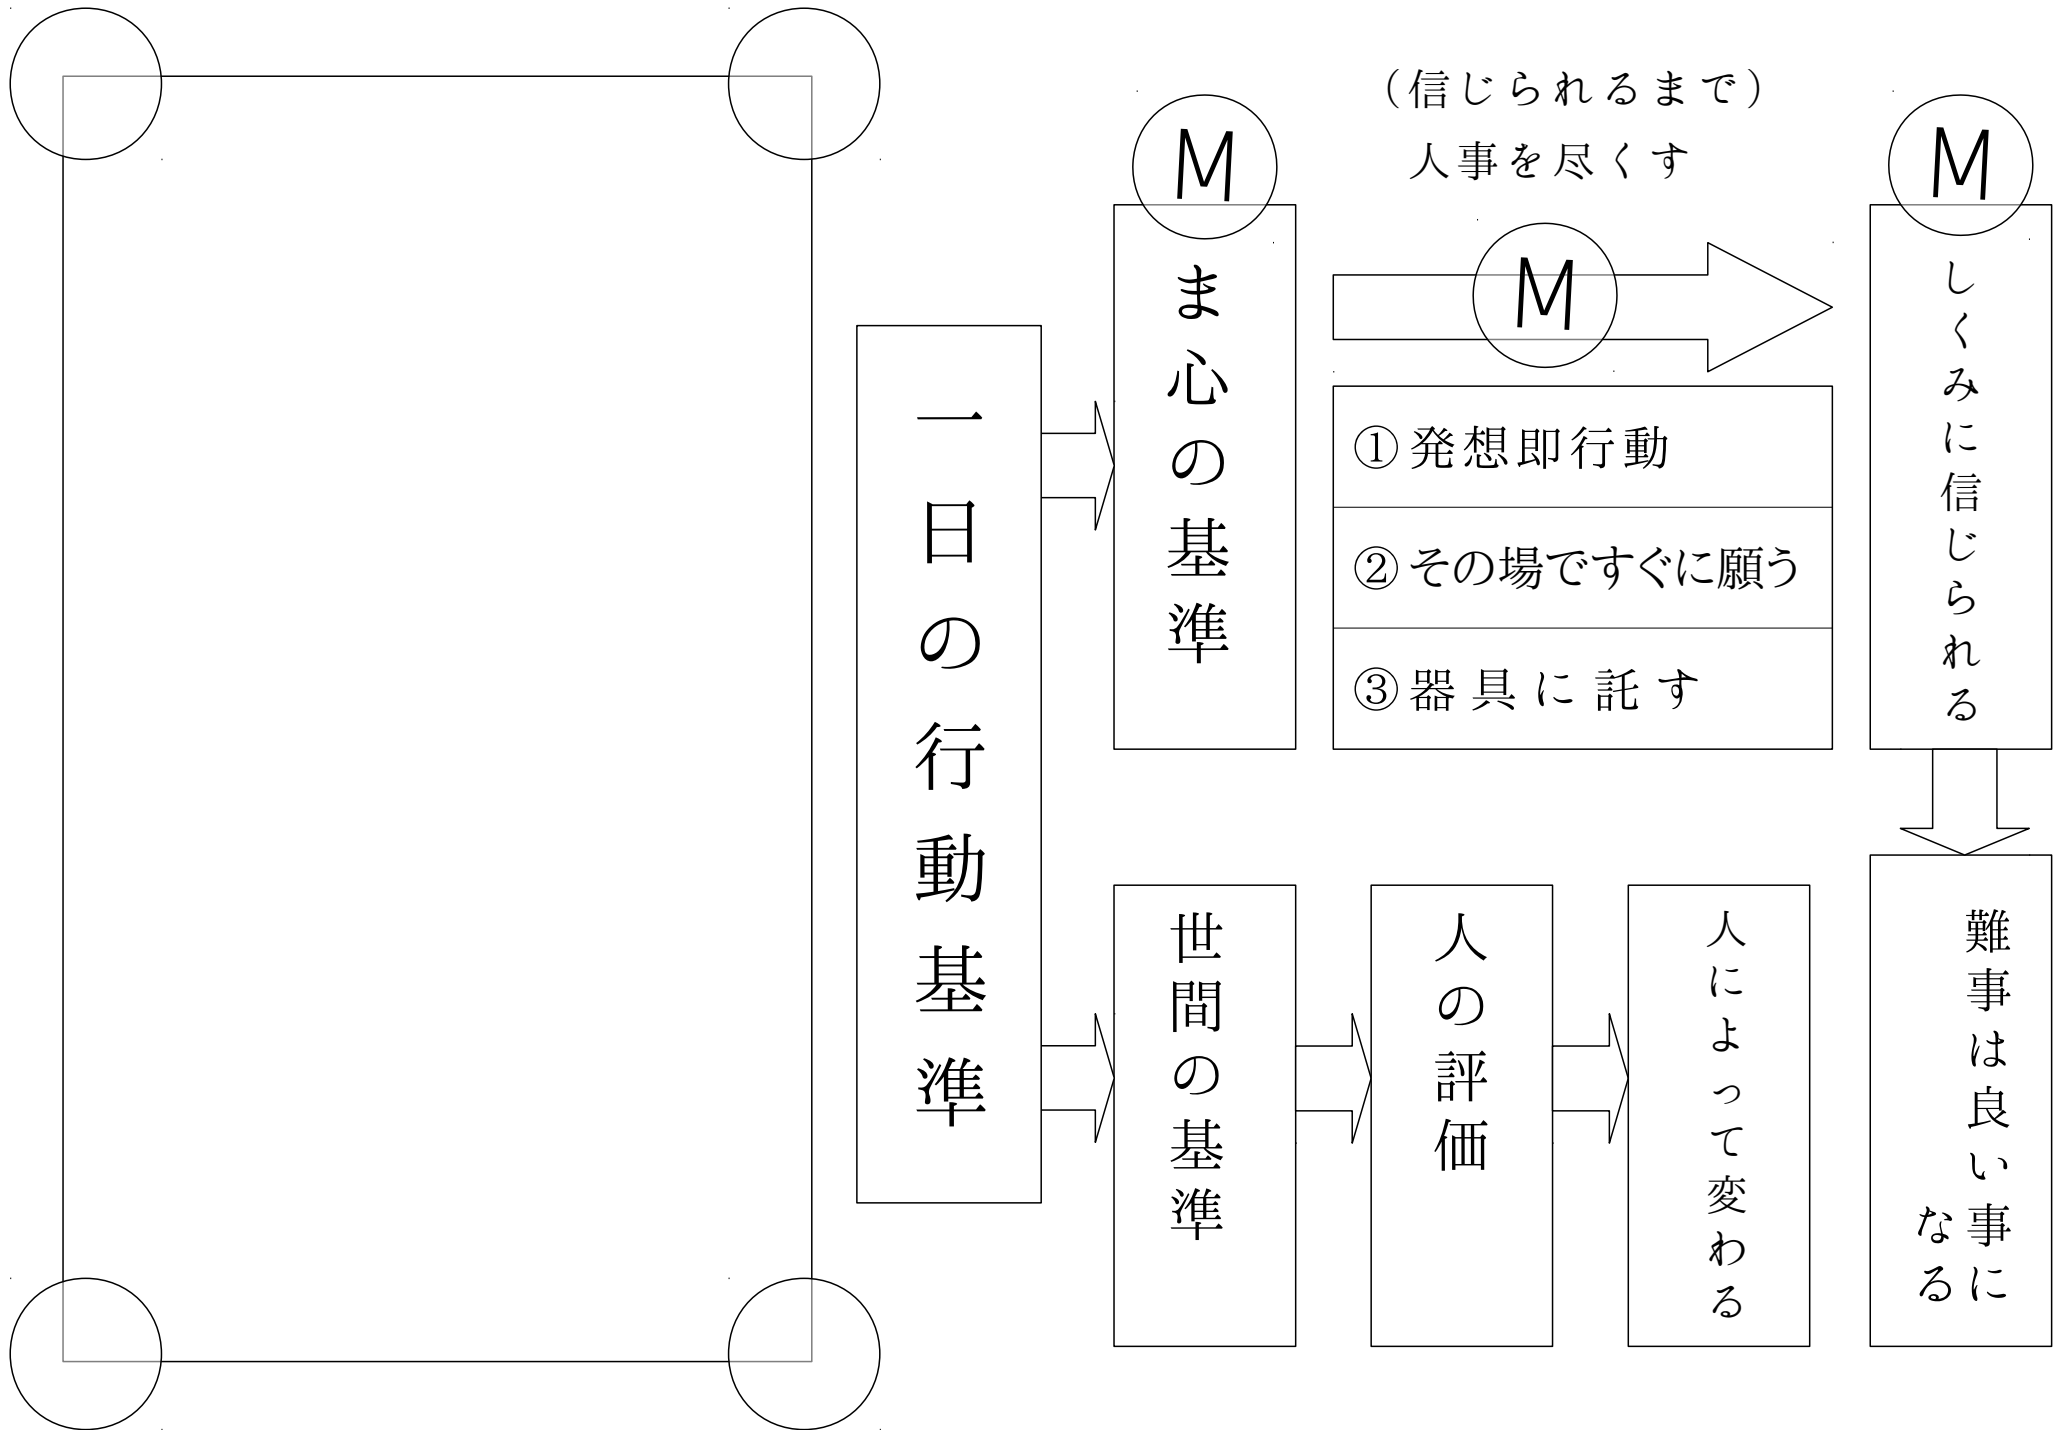 一日の行動基準
M
ま心の基準
（信じられるまで）
人事を尽くす
M
①発想即行動
②その場ですぐに願う
③器具に託す
M
しくみに信じられる
難事は良い事に
なる
世間の基準
人の評価
人によって変わる